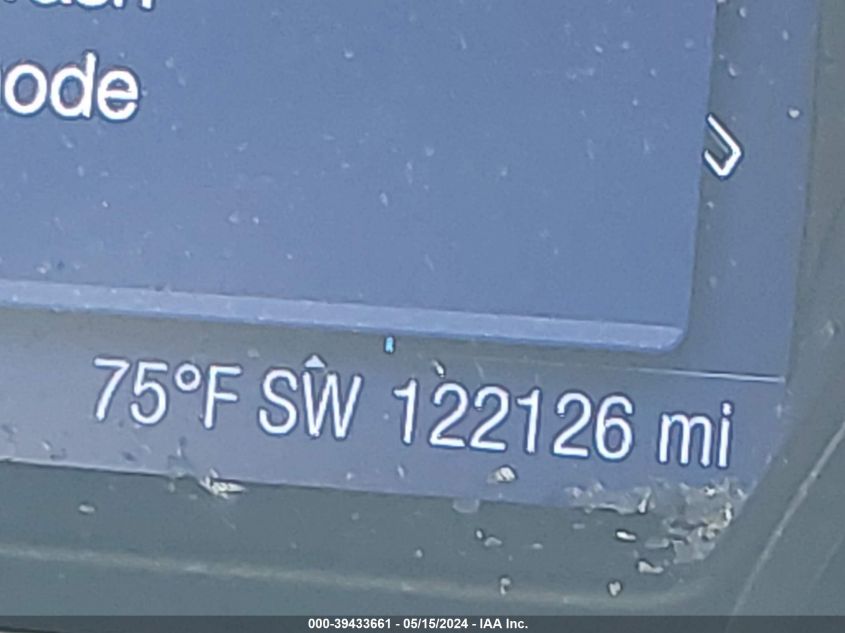 ode
75°F SW 122126 mi
000-39433661 - 05/15/2024 - IAA Inc.